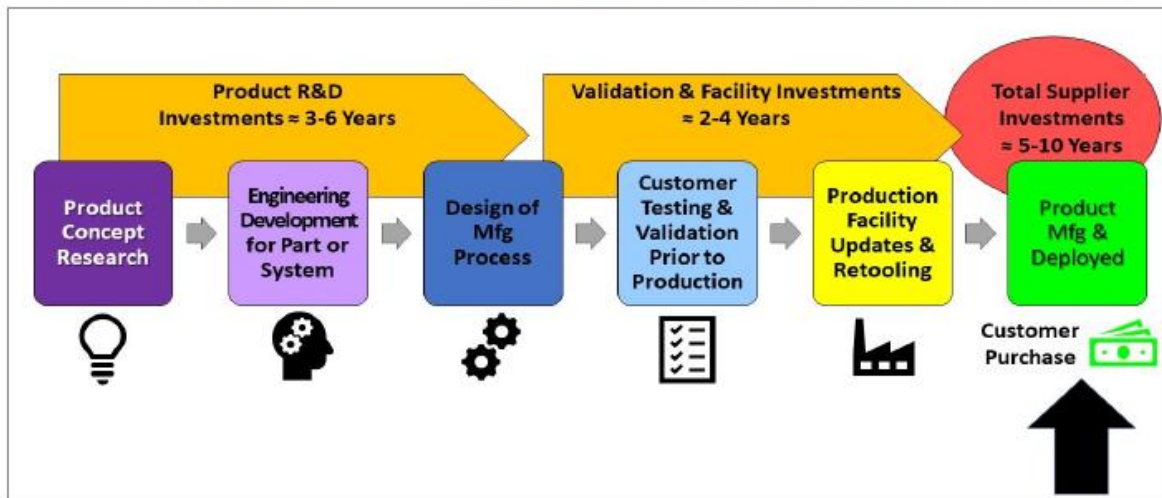 Product R&D
Investments ≈ 3-6 Years
Validation & Facility Investments
≈ 2-4 Years
Total Supplier
Investments
≈ 5-10 Years
Product
Concept
Research
Engineering
Development
for Part or
System
Design of
Mfg
Process
Customer
Testing &
Validation
Prior to
Production
Production
Facility
Updates &
Retooling
Product
Mfg &
Deployed
Customer
Purchase